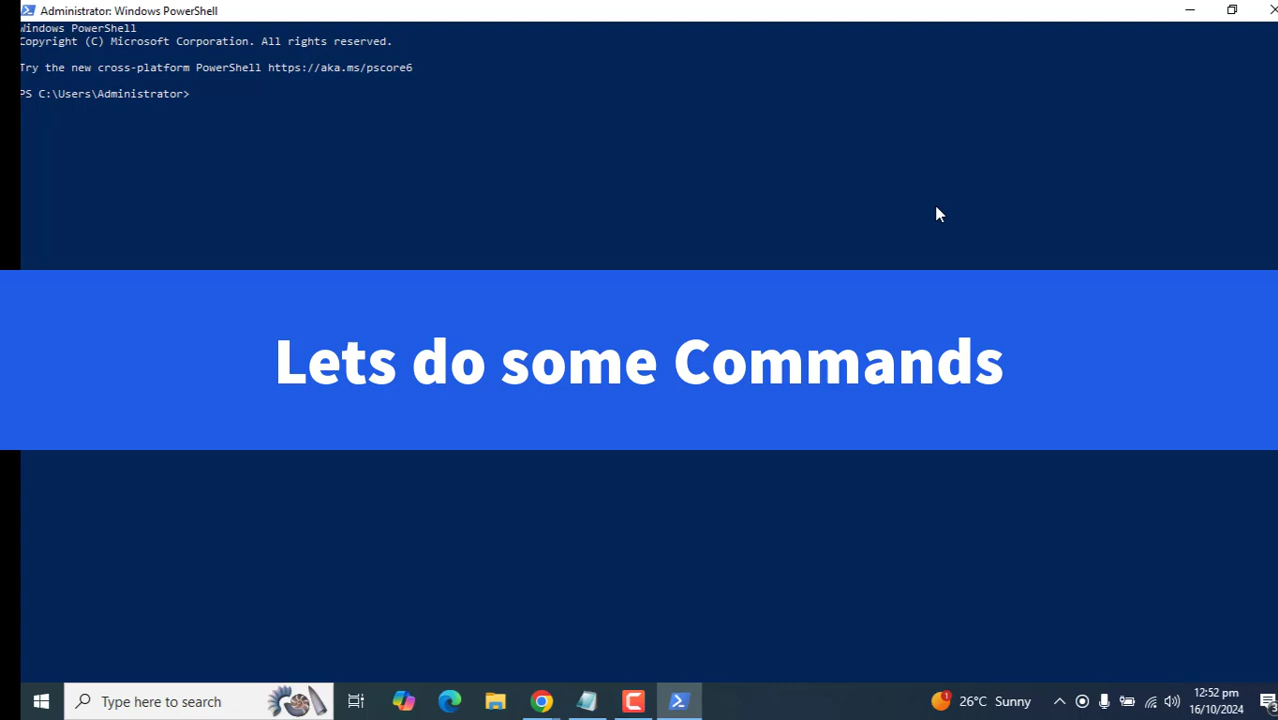 Administrator: Windows PowerShell
Windows PowerShell
Copyright (C) Microsoft Corporation. All rights reserved.
Try the new cross-platform PowerShell https://aka.ms/pscore6
PS C:\Users\Administrator>
Lets do some Commands
Type here to search
1
26°C Sunny
12:52 pm
16/10/2024
3